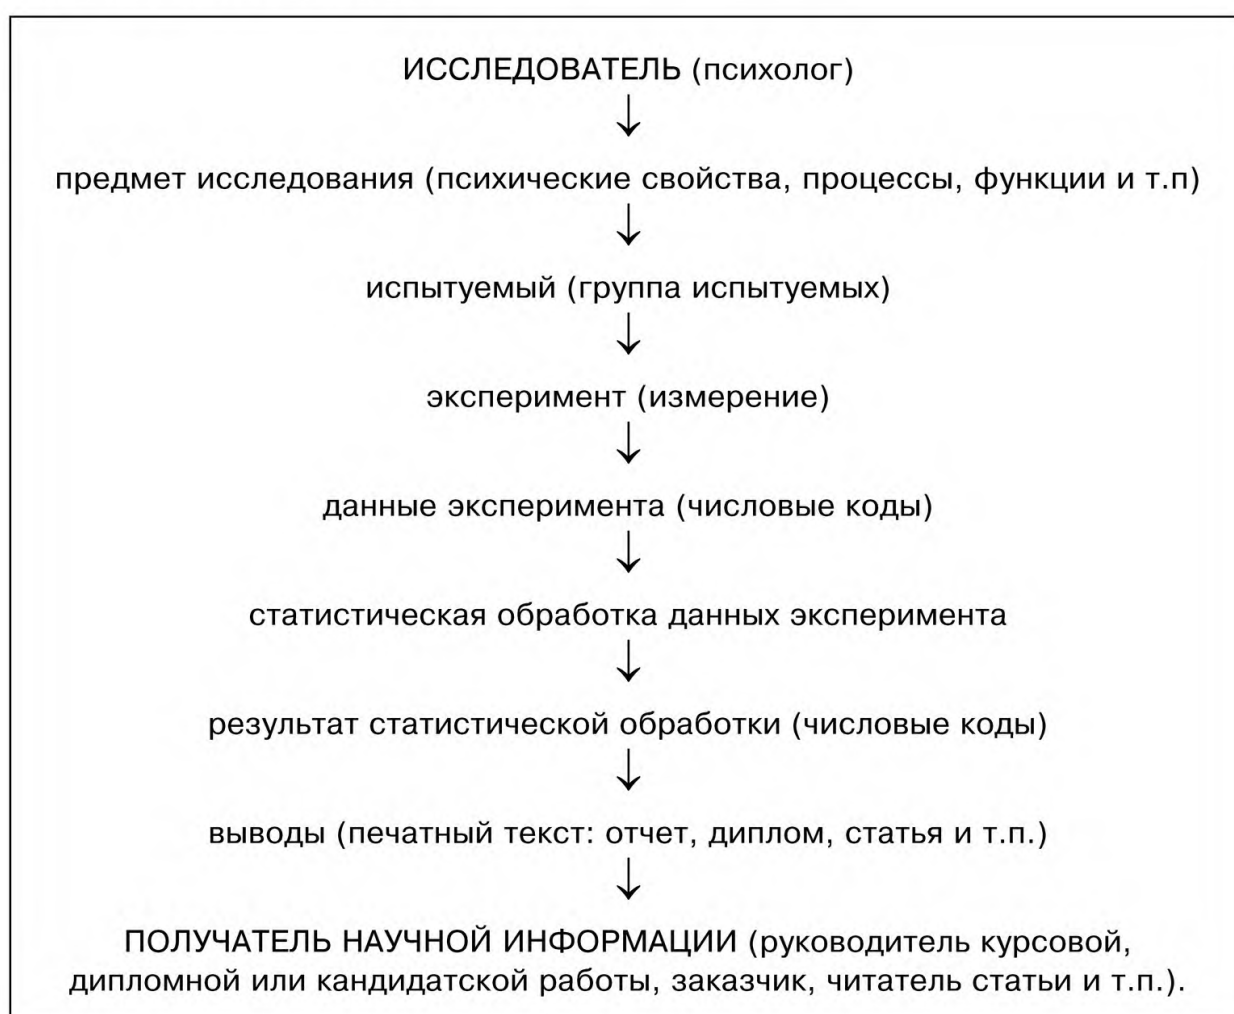 ИССЛЕДОВАТЕЛЬ (психолог)
предмет исследования (психические свойства, процессы, функции и т.п)
испытуемый (группа испытуемых)
эксперимент (измерение)
данные эксперимента (числовые коды)
статистическая обработка данных эксперимента
результат статистической обработки (числовые коды)
выводы (печатный текст: отчет, диплом, статья и т.п.)
ПОЛУЧАТЕЛЬ НАУЧНОЙ ИНФОРМАЦИИ (руководитель курсовой,
дипломной или кандидатской работы, заказчик, читатель статьи и т.п.).